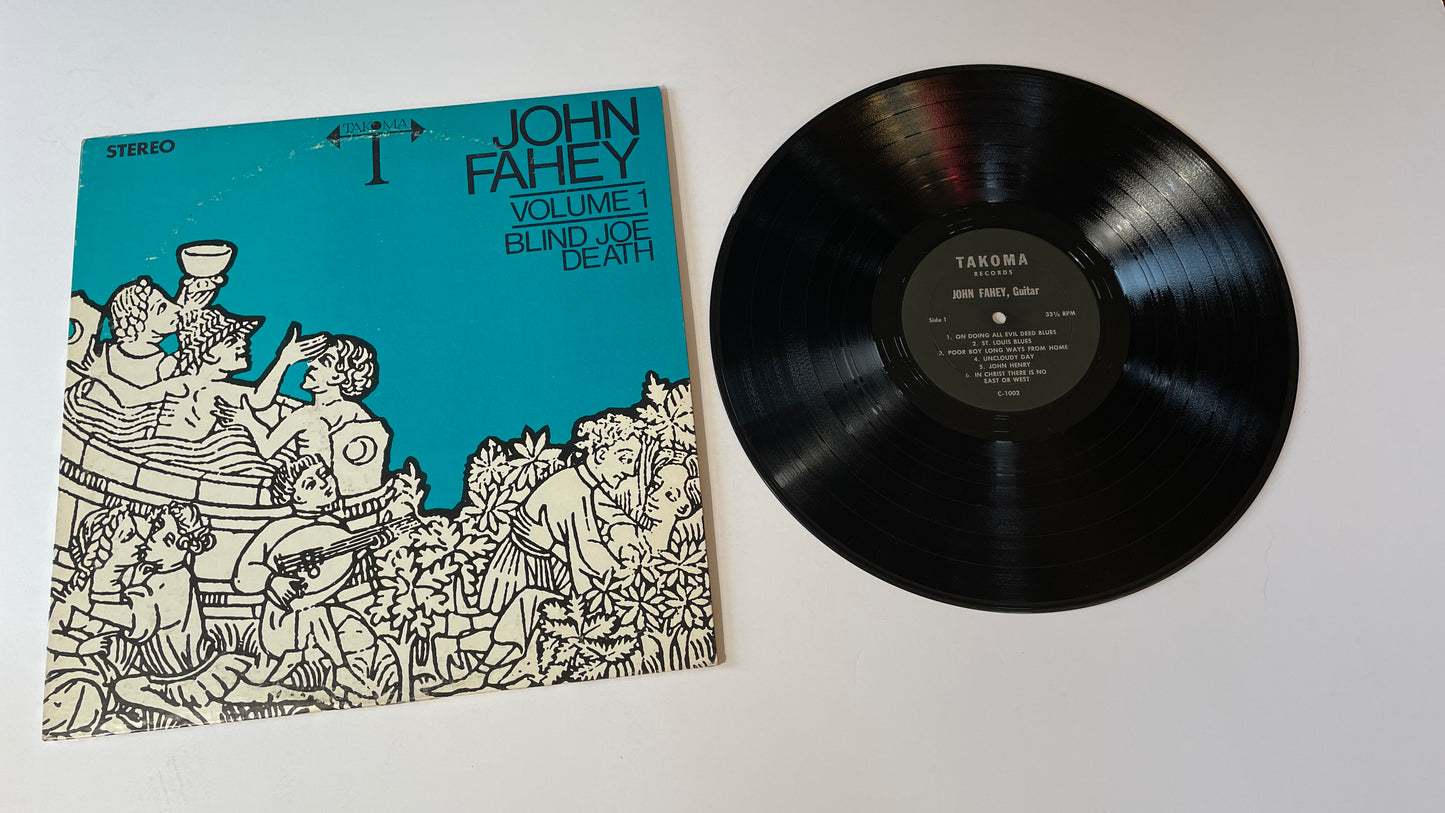 STEREO
TAKOMA
JOHN
FAHEY
VOLUME 1
BLIND JOE
DEATH
TAKOMA
RECORDS
JOHN FAHEY, Guitar
Side 1
33⅓ RPM
1. ON DOING ALL EVIL DEED BLUES
2. ST. LOUIS BLUES
3. POOR BOY LONG WAYS FROM HOME
4. UNCLOUDY DAY
5. JOHN HENRY
6. IN CHRIST THERE IS NO
EAST OR WEST
C-1002